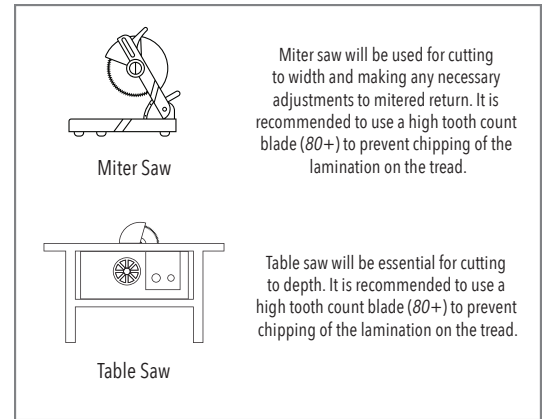 Miter saw will be used for cutting
to width and making any necessary
adjustments to mitered return. It is
recommended to use a high tooth count
blade (80+) to prevent chipping of the
lamination on the tread.
Miter Saw
Table saw will be essential for cutting
to depth. It is recommended to use a
high tooth count blade (80+) to prevent
chipping of the lamination on the tread.
Table Saw